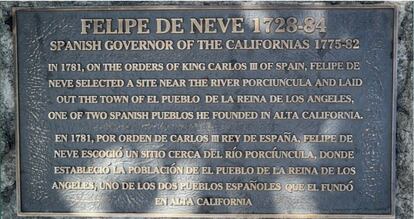 FELIPE DE NEVE 1728-84
SPANISH GOVERNOR OF THE CALIFORNIAS 1775-82
IN 1781, ON THE ORDERS OF KING CARLOS III OF SPAIN, FELIPE DE
NEVE SELECTED A SITE NEAR THE RIVER PORCIUNCULA AND LAID
OUT THE TOWN OF EL PUEBLO DE LA REINA DE LOS ANGELES,
ONE OF TWO SPANISH PUEBLOS HE FOUNDED IN ALTA CALIFORNIA.
EN 1781, POR ORDEN DE CARLOS III REY DE ESPAÑA, FELIPE DE
NEVE ESCOGIÓ UN SITIO CERCA DEL RÍO PORCÍUNCULA, DONDE
ESTABLECIÓ LA POBLACIÓN DE EL PUEBLO DE LA REINA DE LOS
ANGELES, UNO DE LOS DOS PUEBLOS ESPAÑOLES QUE EL FUNDÓ
EN ALTA CALIFORNIA